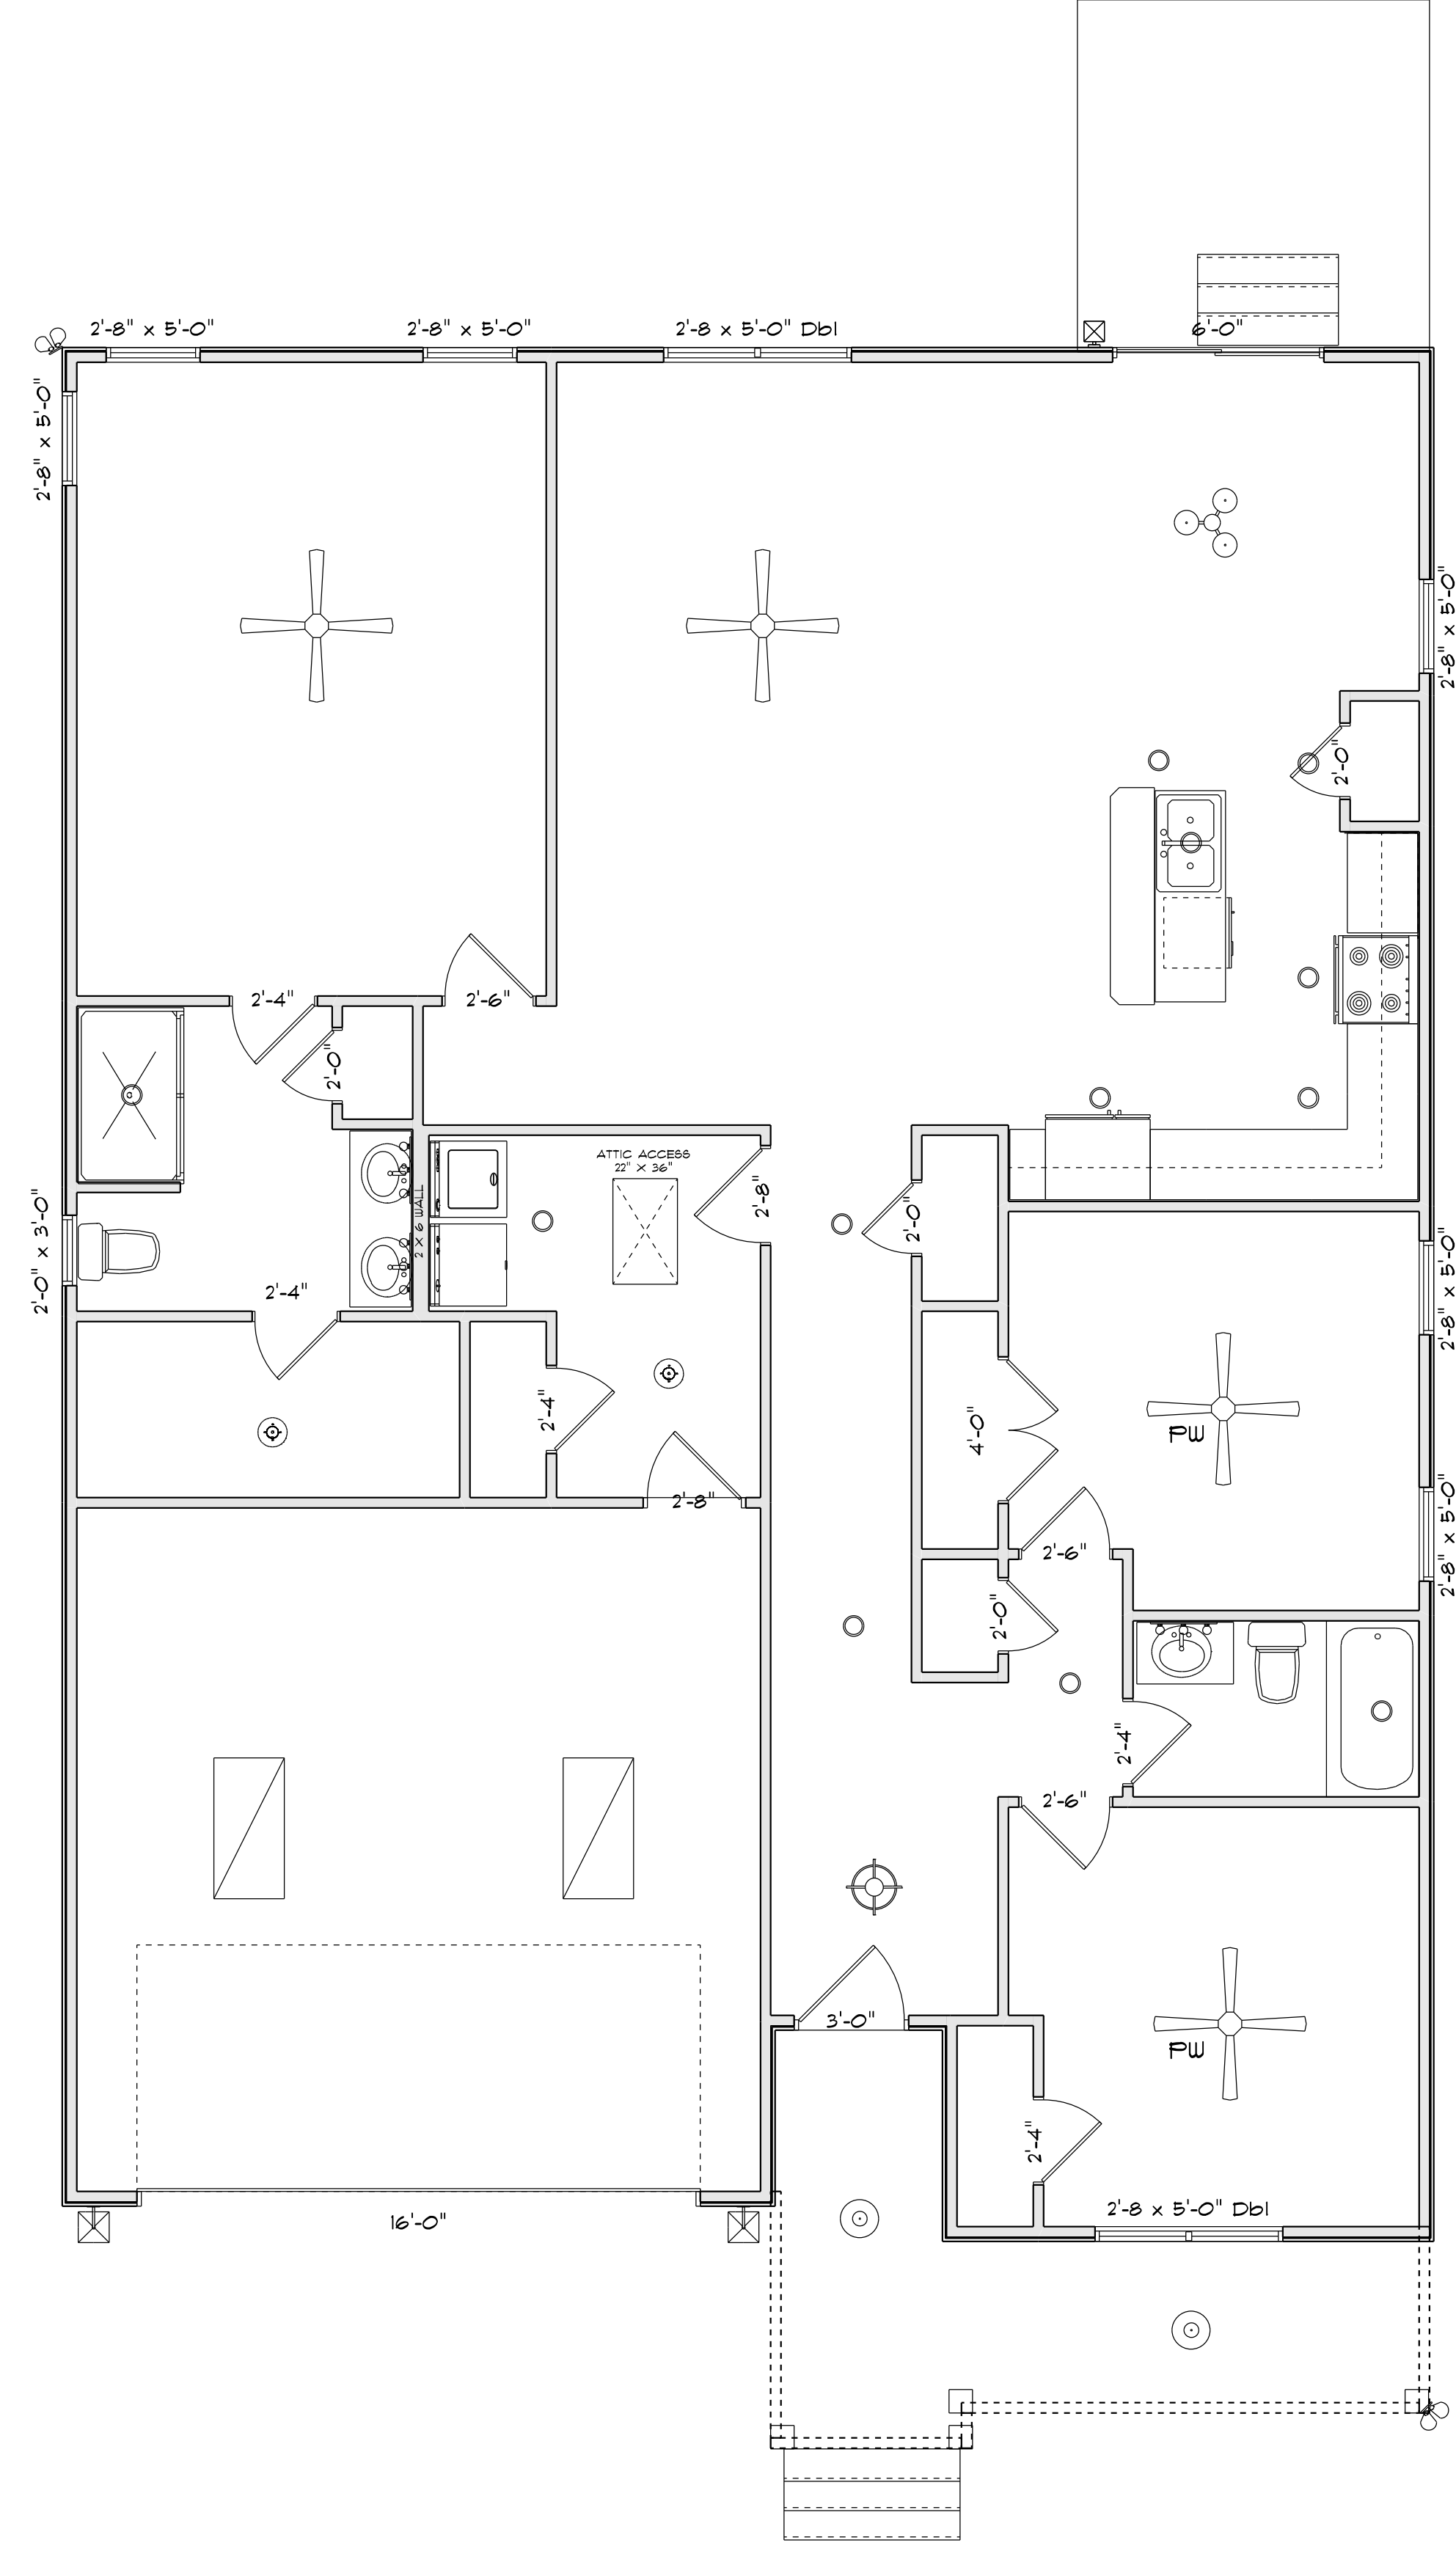 2'-8" x 5'-0"
2'-8" x 5'-0"
2'-8 x 5'-0" Dbl
6'-0"
2'-8" x 5'-0"
2'-8" x 5'-0"
2'-0"
2'-4"
2'-6"
2'-0"
ATTIC ACCESS
22" X 36"
2'-8"
2'-0"
2 X 6 WALL
2'-0" x 3'-0"
2'-4"
2'-8" x 5'-0"
2'-4"
4'-0"
PW
2'-8"
2'-6"
2'-8" x 5'-0"
2'-0"
2'-4"
2'-6"
3'-0"
PW
2'-4"
2'-8 x 5'-0" Dbl
16'-0"